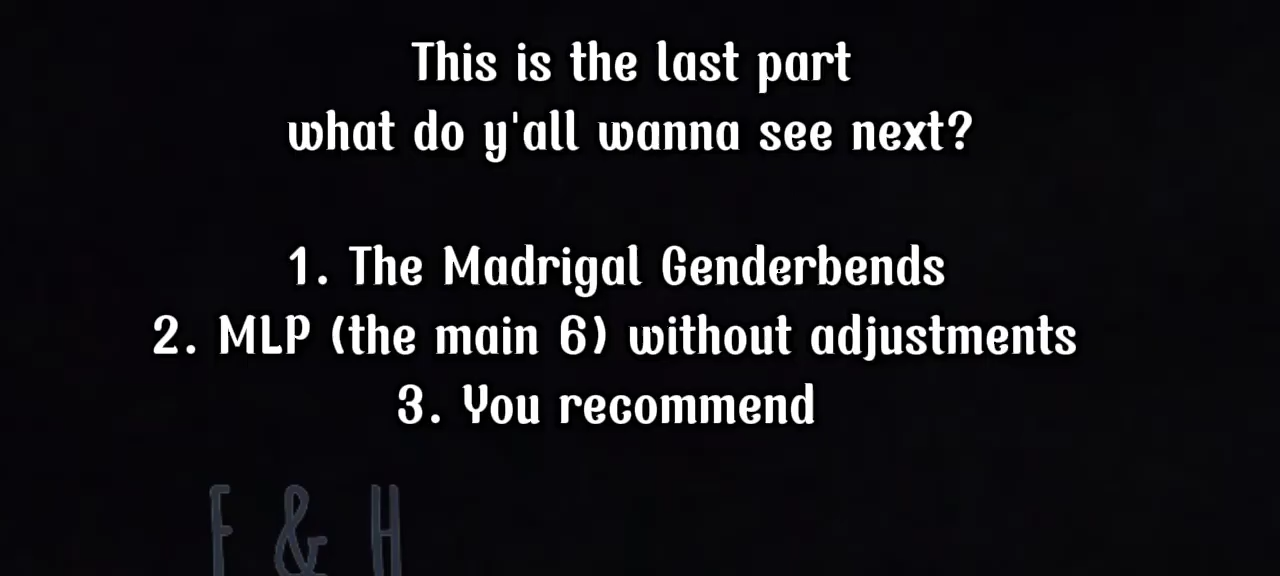 This is the last part
what do y'all wanna see next?
1. The Madrigal Genderbends
2. MLP (the main 6) without adjustments
3. You recommend
F & H